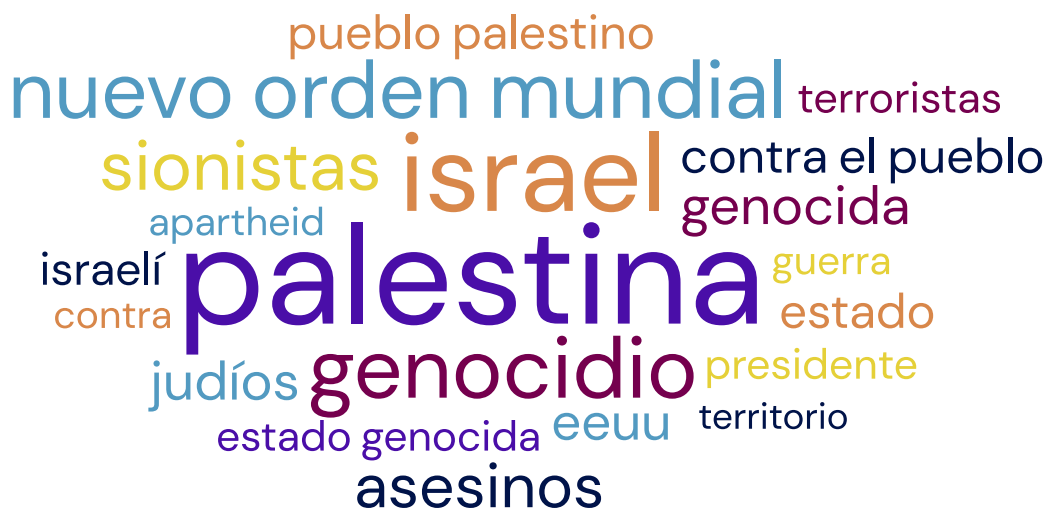 pueblo palestino
nuevo orden mundial
terroristas
sionistas
israel
contra el pueblo
genocida
apartheid
israelí
palestina
guerra
contra
estado
judíos
genocidio
presidente
estado genocida
eeuu
territorio
asesinos